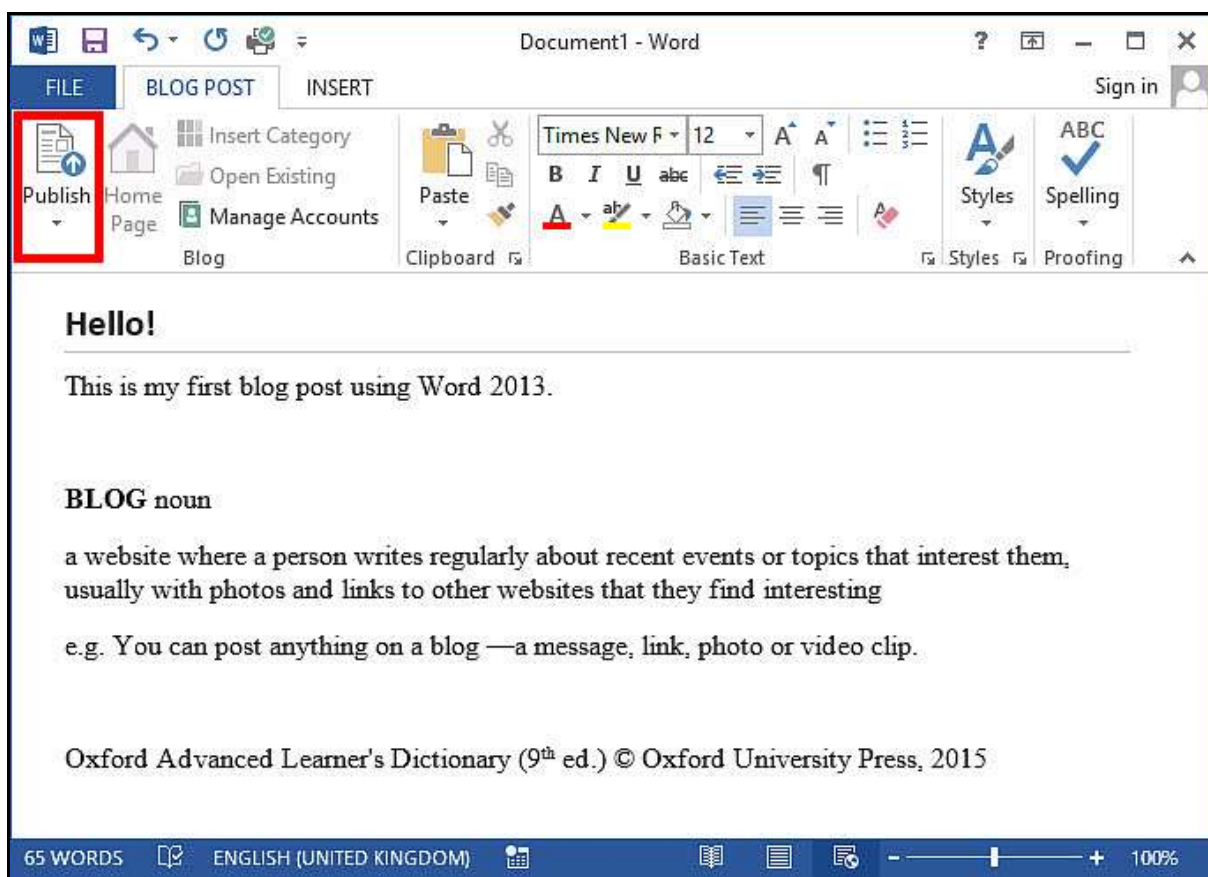 Document1 - Word
?
FILE BLOG POST INSERT Sign in
Publish
Home Page
Insert Category
Open Existing
Manage Accounts
Blog
Paste
Clipboard
Times New R 12 A A
B I U abc ¶
A ab
Basic Text
A
Styles
Styles
ABC
Spelling
Proofing
Hello!
This is my first blog post using Word 2013.
BLOG noun
a website where a person writes regularly about recent events or topics that interest them,
usually with photos and links to other websites that they find interesting
e.g. You can post anything on a blog —a message, link, photo or video clip.
Oxford Advanced Learner's Dictionary (9th ed.) © Oxford University Press, 2015
65 WORDS ENGLISH (UNITED KINGDOM) - + 100%